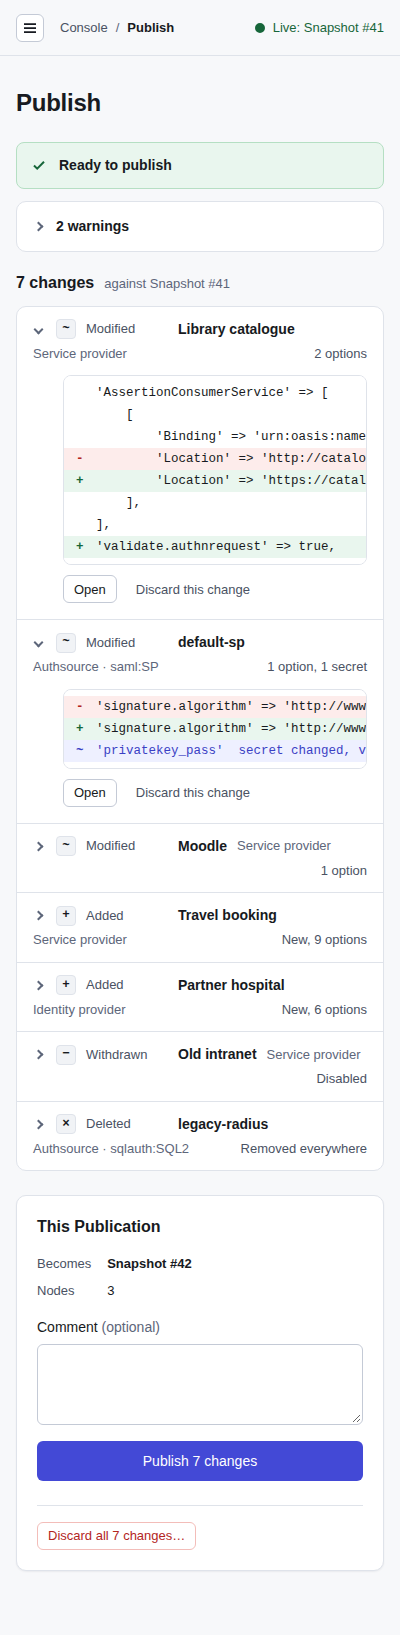 Console / Publish Live: Snapshot #41
Publish
Ready to publish
2 warnings
7 changes against Snapshot #41
~ Modified Library catalogue
Service provider 2 options
'AssertionConsumerService' => [
[
'Binding' => 'urn:oasis:name
- 'Location' => 'http://catalo
+ 'Location' => 'https://catal
],
],
+ 'validate.authnrequest' => true,
Open Discard this change
~ Modified default-sp
Authsource · saml:SP 1 option, 1 secret
- 'signature.algorithm' => 'http://www
+ 'signature.algorithm' => 'http://www
~ 'privatekey_pass' secret changed, v
Open Discard this change
~ Modified Moodle Service provider
1 option
+ Added Travel booking
Service provider New, 9 options
+ Added Partner hospital
Identity provider New, 6 options
− Withdrawn Old intranet Service provider
Disabled
× Deleted legacy-radius
Authsource · sqlauth:SQL2 Removed everywhere
This Publication
Becomes Snapshot #42
Nodes 3
Comment (optional)
Publish 7 changes
Discard all 7 changes…